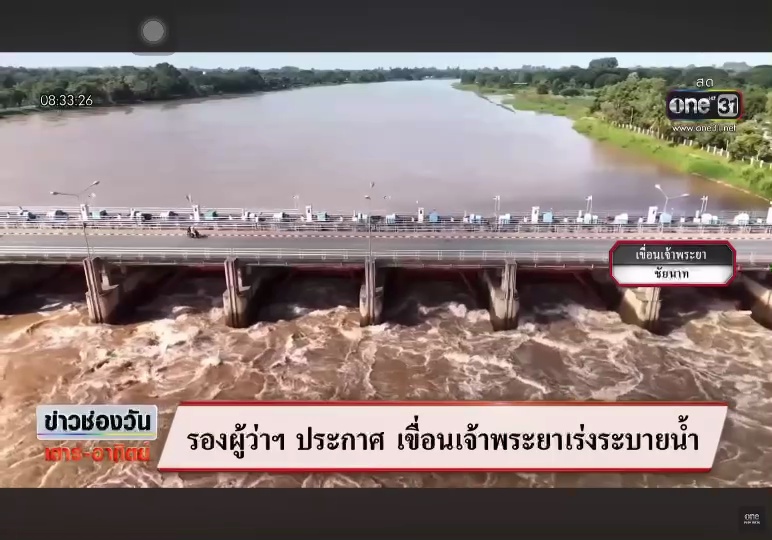 สด
08:33:26
one HD 31
www.one31.net
เขื่อนเจ้าพระยา
ชัยนาท
ข่าวช่องวัน
เสาร์-อาทิตย์
รองผู้ว่าฯ ประกาศ เขื่อนเจ้าพระยาเร่งระบายน้ำ
one